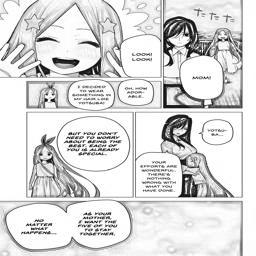 たたた
MOM!
LOOK!
LOOK!
OH, HOW
ADOR-
ABLE.
I DECIDED
TO WEAR
SOMETHING IN
MY HAIR LIKE
YOTSUBA!
YOTSU-
BA...
YOUR
EFFORTS ARE
WONDERFUL.
THERE'S
NOTHING
WRONG WITH
WHAT YOU
HAVE DONE.
BUT YOU DON'T
NEED TO WORRY
ABOUT BEING
THE BEST. EACH OF
YOU IS ALREADY
SPECIAL.
AS YOUR
MOTHER,
I WANT THE
FIVE OF YOU
TO STAY
TOGETHER.
NO
MATTER
WHAT
HAPPENS...